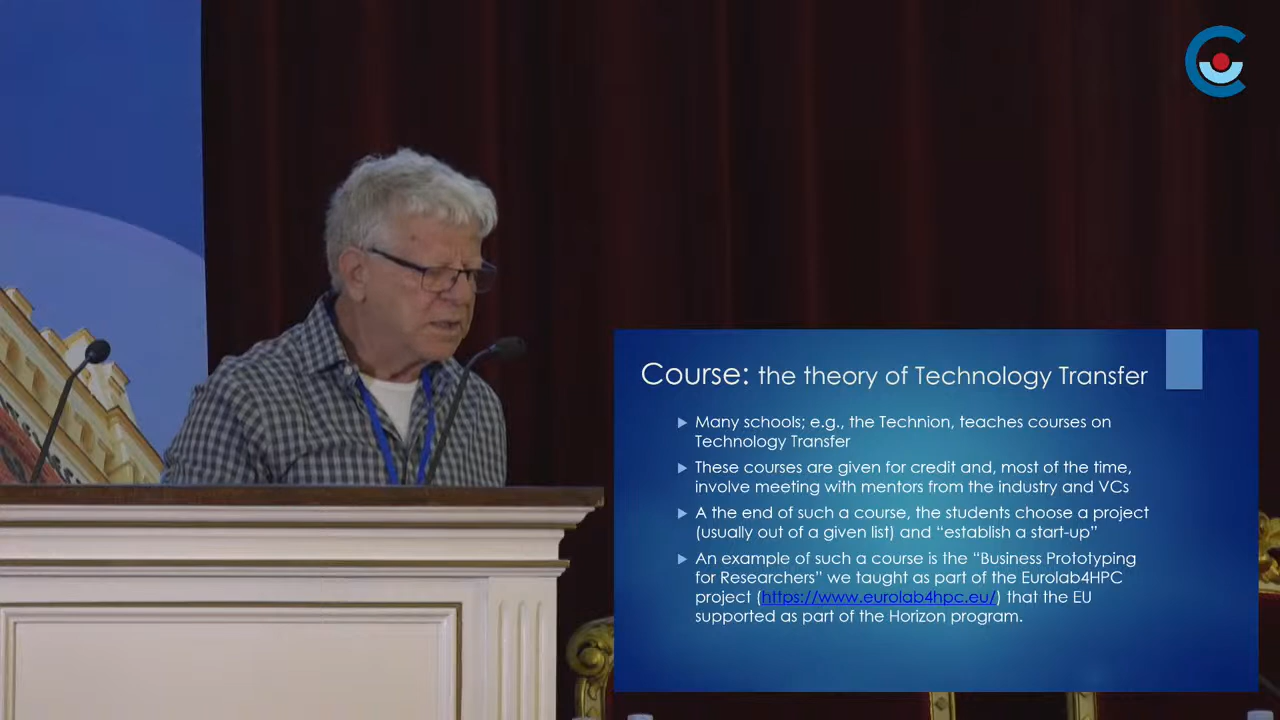 Course: the theory of Technology Transfer
Many schools; e.g., the Technion, teaches courses on
Technology Transfer
These courses are given for credit and, most of the time,
involve meeting with mentors from the industry and VCs
A the end of such a course, the students choose a project
(usually out of a given list) and “establish a start-up”
An example of such a course is the “Business Prototyping
for Researchers” we taught as part of the Eurolab4HPC
project (https://www.eurolab4hpc.eu/) that the EU
supported as part of the Horizon program.